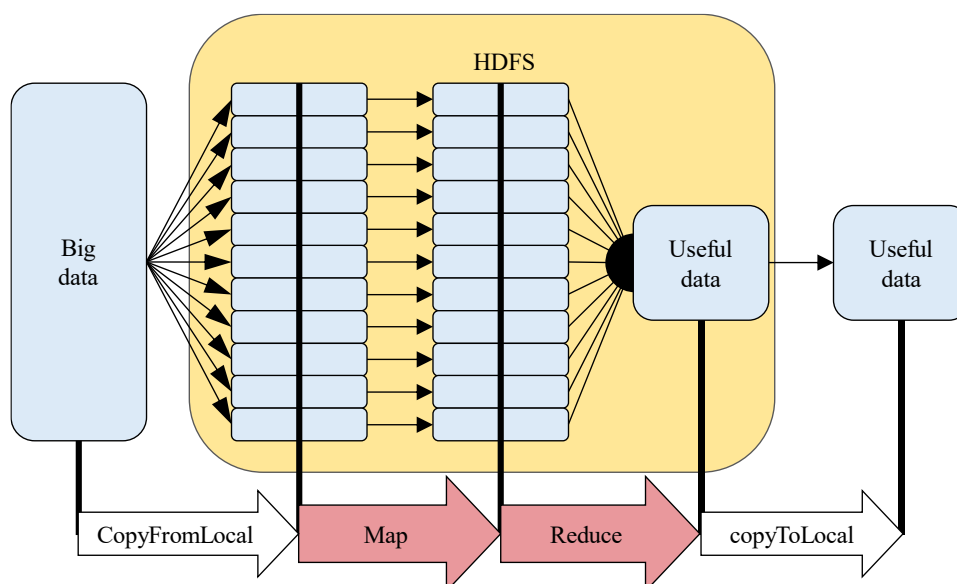 HDFS
Big
data
Useful
data
Useful
data
CopyFromLocal
Map
Reduce
copyToLocal